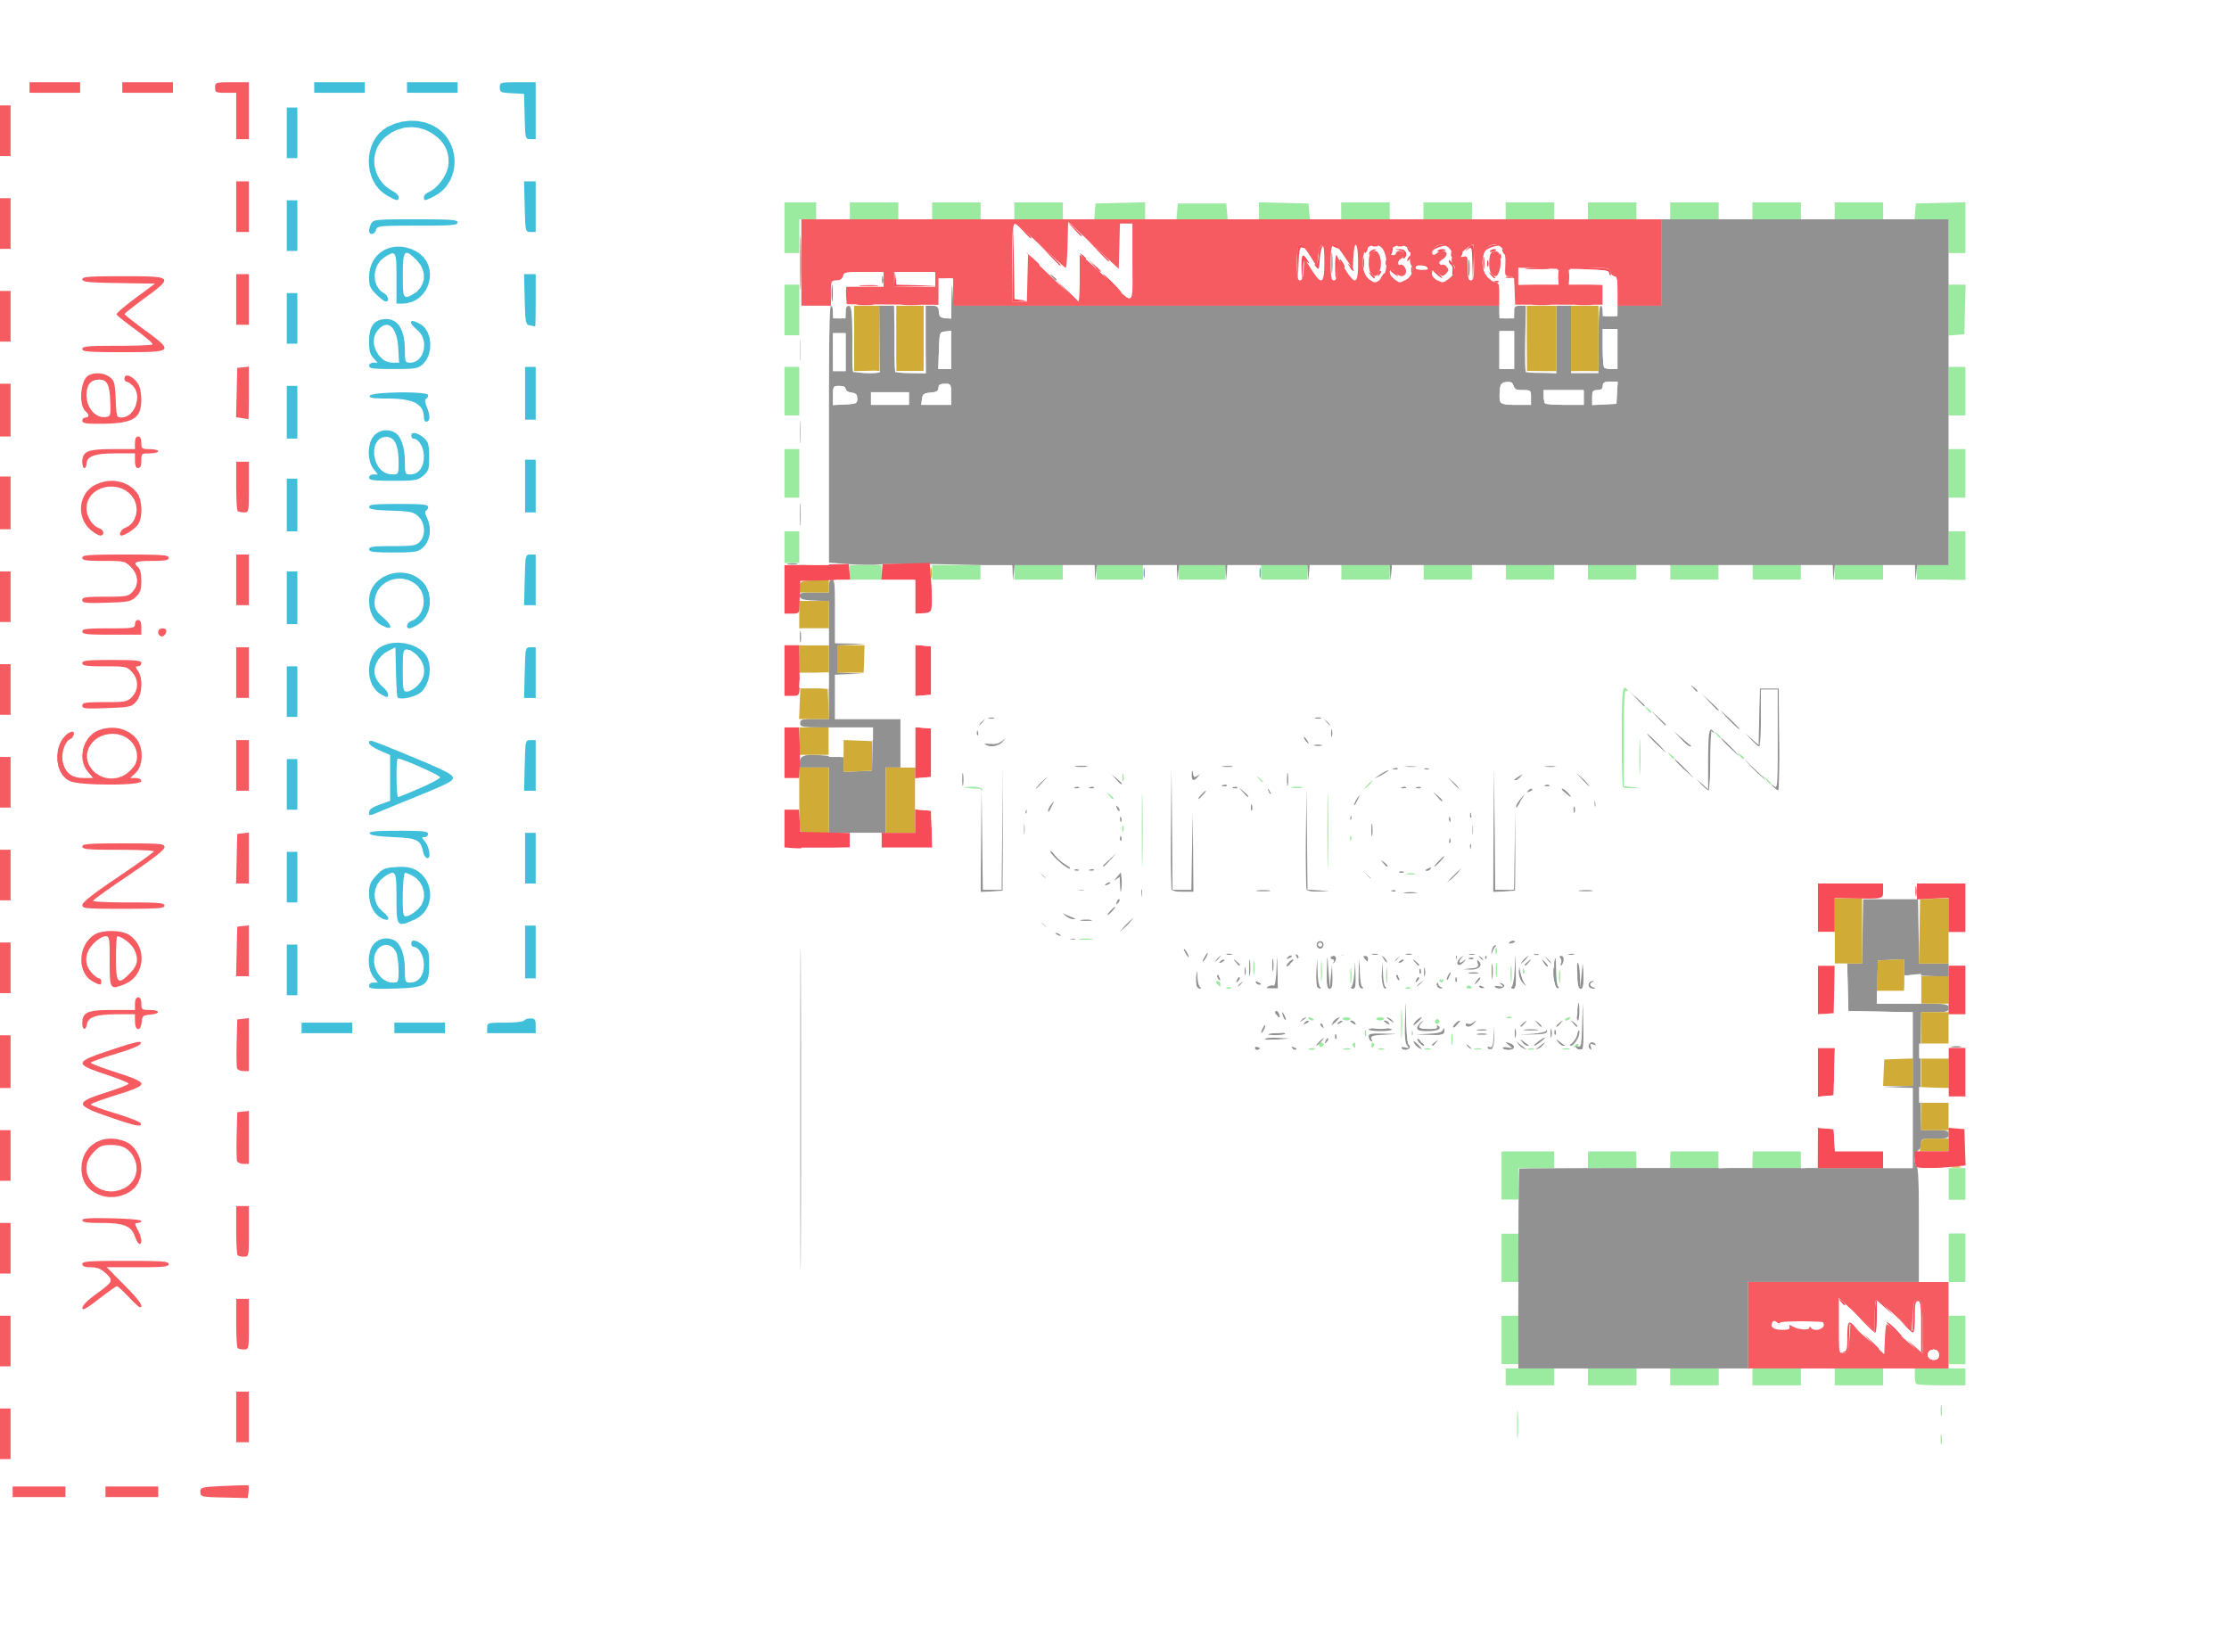 Matching Network
Clearance Area
NN03-310
ignion
Your innovation.
Accelerated.